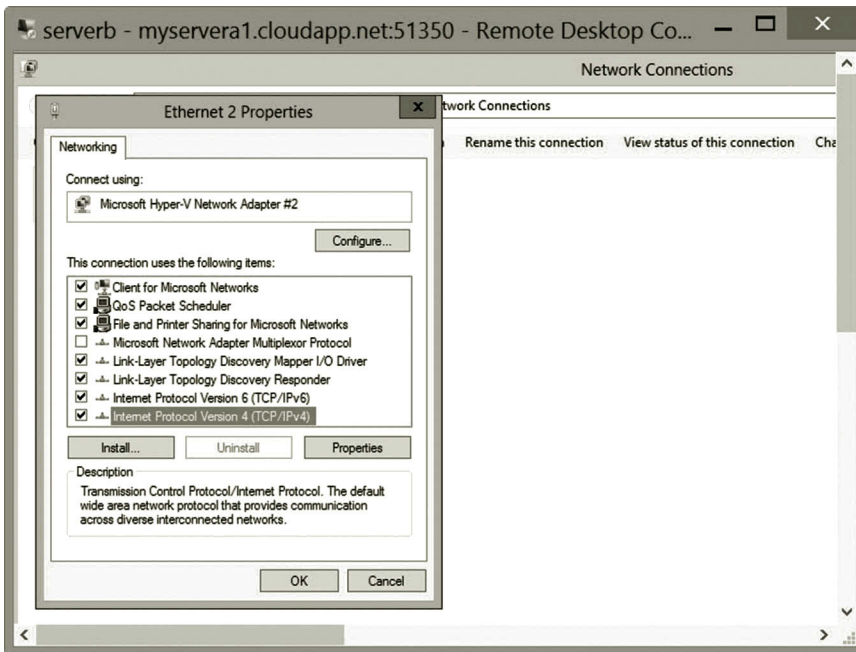 serverb - myservera1.cloudapp.net:51350 - Remote Desktop Co...
Network Connections
Ethernet 2 Properties
twork Connections
Rename this connection View status of this connection Cha
Networking
Connect using:
Microsoft Hyper-V Network Adapter #2
Configure...
This connection uses the following items:
Client for Microsoft Networks
QoS Packet Scheduler
File and Printer Sharing for Microsoft Networks
Microsoft Network Adapter Multiplexor Protocol
Link-Layer Topology Discovery Mapper I/O Driver
Link-Layer Topology Discovery Responder
Internet Protocol Version 6 (TCP/IPv6)
Internet Protocol Version 4 (TCP/IPv4)
Install... Uninstall Properties
Description
Transmission Control Protocol/Internet Protocol. The default
wide area network protocol that provides communication
across diverse interconnected networks.
OK Cancel